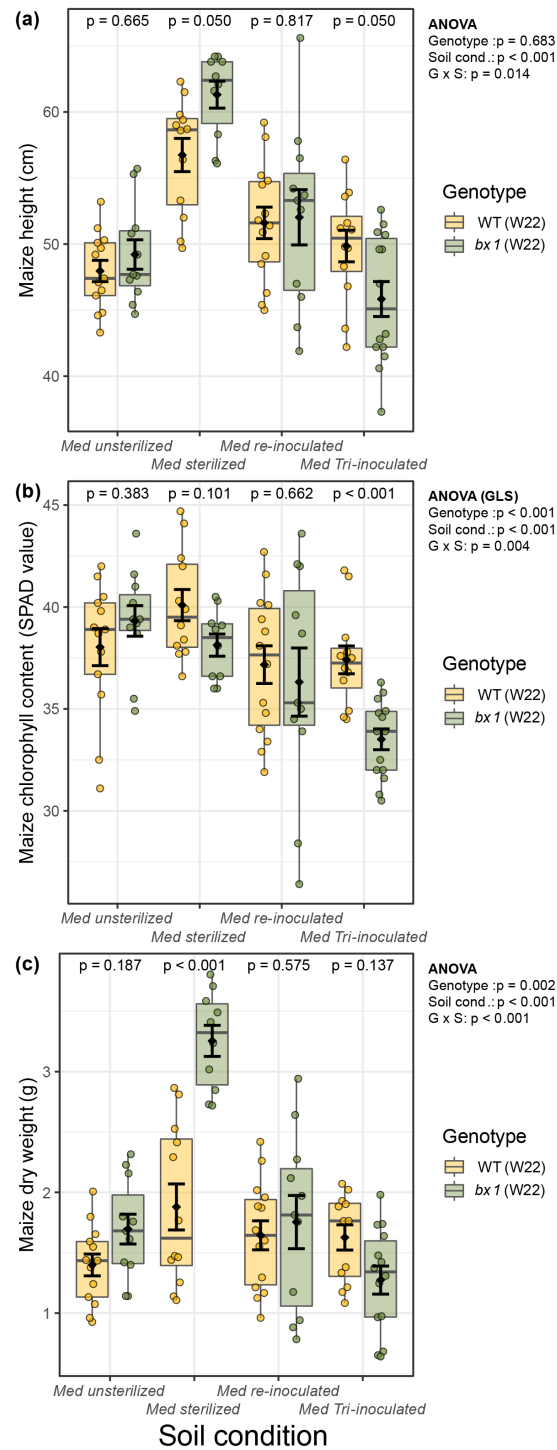 (a)
p = 0.665 p = 0.050 p = 0.817 p = 0.050
ANOVA
Genotype :p = 0.683
Soil cond.: p < 0.001
G x S: p = 0.014
Maize height (cm)
60
50
40
Genotype
WT (W22)
bx1 (W22)
Med unsterilized Med re-inoculated
Med sterilized Med Tri-inoculated
(b)
p = 0.383 p = 0.101 p = 0.662 p < 0.001
ANOVA (GLS)
Genotype :p < 0.001
Soil cond.: p < 0.001
G x S: p = 0.004
Maize chlorophyll content (SPAD value)
45
40
35
30
Genotype
WT (W22)
bx1 (W22)
Med unsterilized Med re-inoculated
Med sterilized Med Tri-inoculated
(c)
p = 0.187 p < 0.001 p = 0.575 p = 0.137
ANOVA
Genotype :p = 0.002
Soil cond.: p < 0.001
G x S: p < 0.001
Maize dry weight (g)
3
2
1
Genotype
WT (W22)
bx1 (W22)
Med unsterilized Med re-inoculated
Med sterilized Med Tri-inoculated
Soil condition